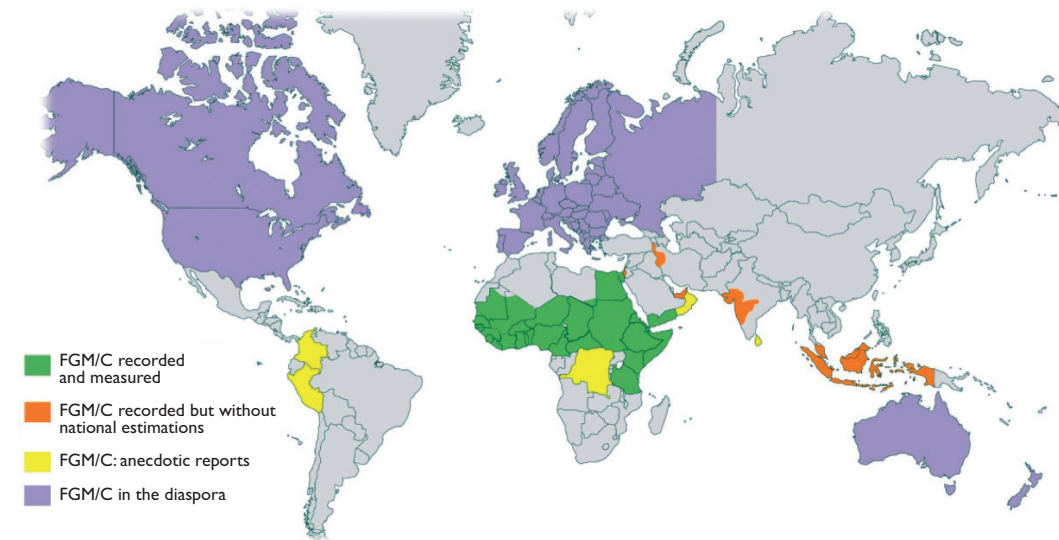 FGM/C recorded
and measured
FGM/C recorded but without
national estimations
FGM/C: anecdotic reports
FGM/C in the diaspora